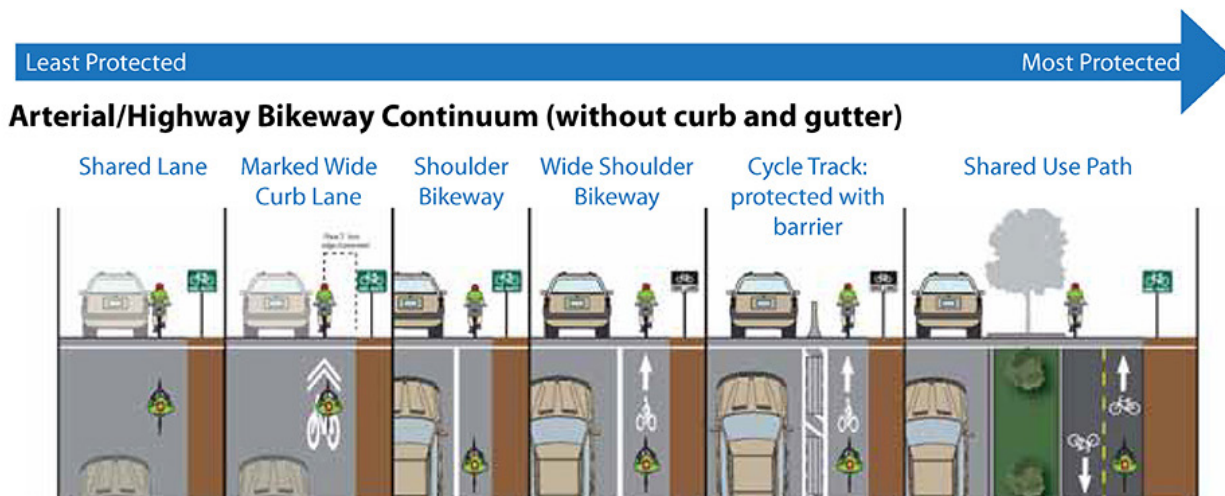 Least Protected
Most Protected
Arterial/Highway Bikeway Continuum (without curb and gutter)
Shared Lane
Marked Wide
Curb Lane
Shoulder
Bikeway
Wide Shoulder
Bikeway
Cycle Track:
protected with
barrier
Shared Use Path